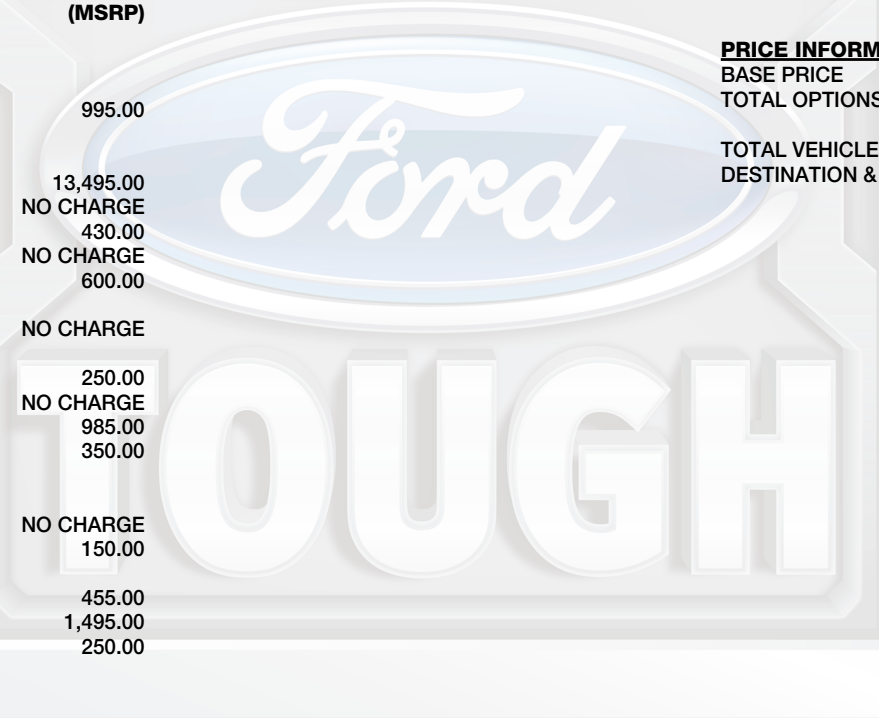 (MSRP)
PRICE INFORM
BASE PRICE
995.00
TOTAL OPTIONS
TOTAL VEHICLE
DESTINATION &
13,495.00
NO CHARGE
430.00
NO CHARGE
600.00
NO CHARGE
250.00
NO CHARGE
985.00
350.00
NO CHARGE
150.00
455.00
1,495.00
250.00
Ford
TOUGH